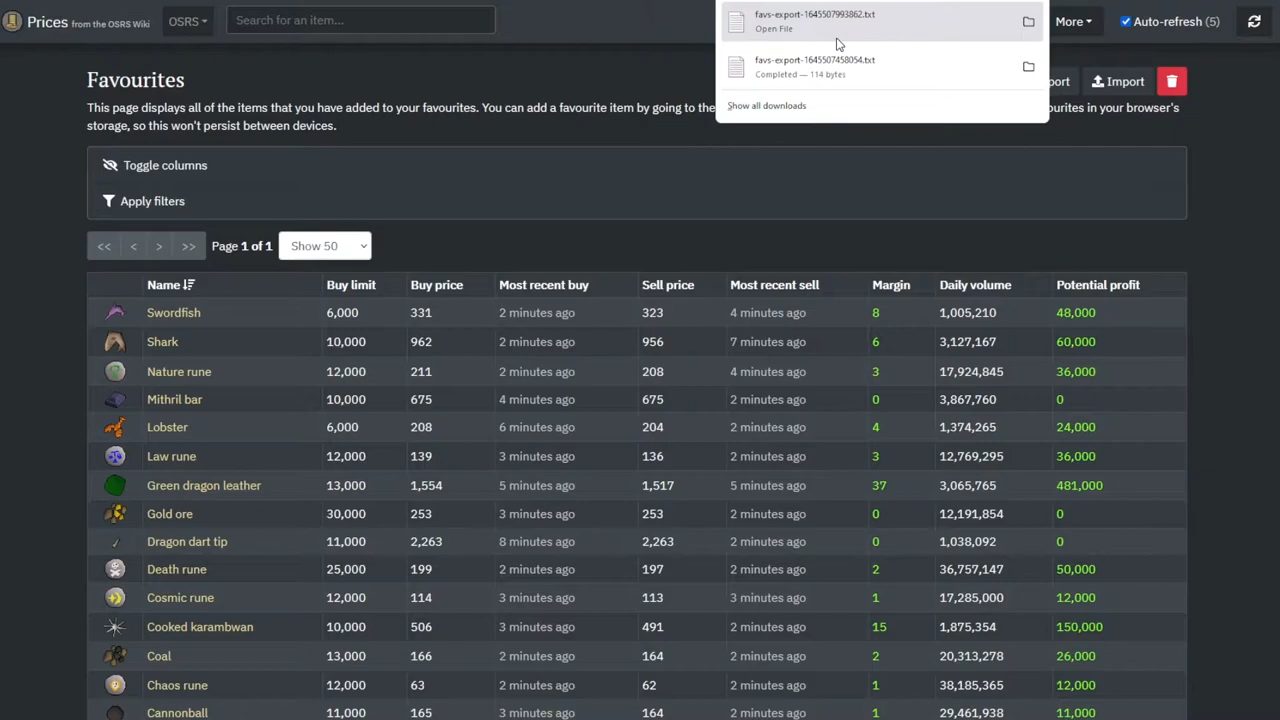 Prices from the OSRS Wiki
OSRS
Search for an item...
favs-export-1645507993862.txt
Open File
favs-export-1645507458054.txt
Completed — 114 bytes
Show all downloads
More
Auto-refresh (5)
Favourites
ort
Import
This page displays all of the items that you have added to your favourites. You can add a favourite item by going to the
ourites in your browser's
storage, so this won't persist between devices.
Toggle columns
Apply filters
<< < > >> Page 1 of 1 Show 50
Name Buy limit Buy price Most recent buy Sell price Most recent sell Margin Daily volume Potential profit
Swordfish 6,000 331 2 minutes ago 323 4 minutes ago 8 1,005,210 48,000
Shark 10,000 962 2 minutes ago 956 7 minutes ago 6 3,127,167 60,000
Nature rune 12,000 211 2 minutes ago 208 4 minutes ago 3 17,924,845 36,000
Mithril bar 10,000 675 4 minutes ago 675 2 minutes ago 0 3,867,760 0
Lobster 6,000 208 6 minutes ago 204 2 minutes ago 4 1,374,265 24,000
Law rune 12,000 139 3 minutes ago 136 2 minutes ago 3 12,769,295 36,000
Green dragon leather 13,000 1,554 5 minutes ago 1,517 5 minutes ago 37 3,065,765 481,000
Gold ore 30,000 253 3 minutes ago 253 2 minutes ago 0 12,191,854 0
Dragon dart tip 11,000 2,263 8 minutes ago 2,263 2 minutes ago 0 1,038,092 0
Death rune 25,000 199 2 minutes ago 197 2 minutes ago 2 36,757,147 50,000
Cosmic rune 12,000 114 3 minutes ago 113 3 minutes ago 1 17,285,000 12,000
Cooked karambwan 10,000 506 3 minutes ago 491 2 minutes ago 15 1,875,354 150,000
Coal 13,000 166 2 minutes ago 164 2 minutes ago 2 20,313,278 26,000
Chaos rune 12,000 63 2 minutes ago 62 2 minutes ago 1 38,185,365 12,000
Cannonball 11,000 165 3 minutes ago 164 2 minutes ago 1 29,461,938 11,000